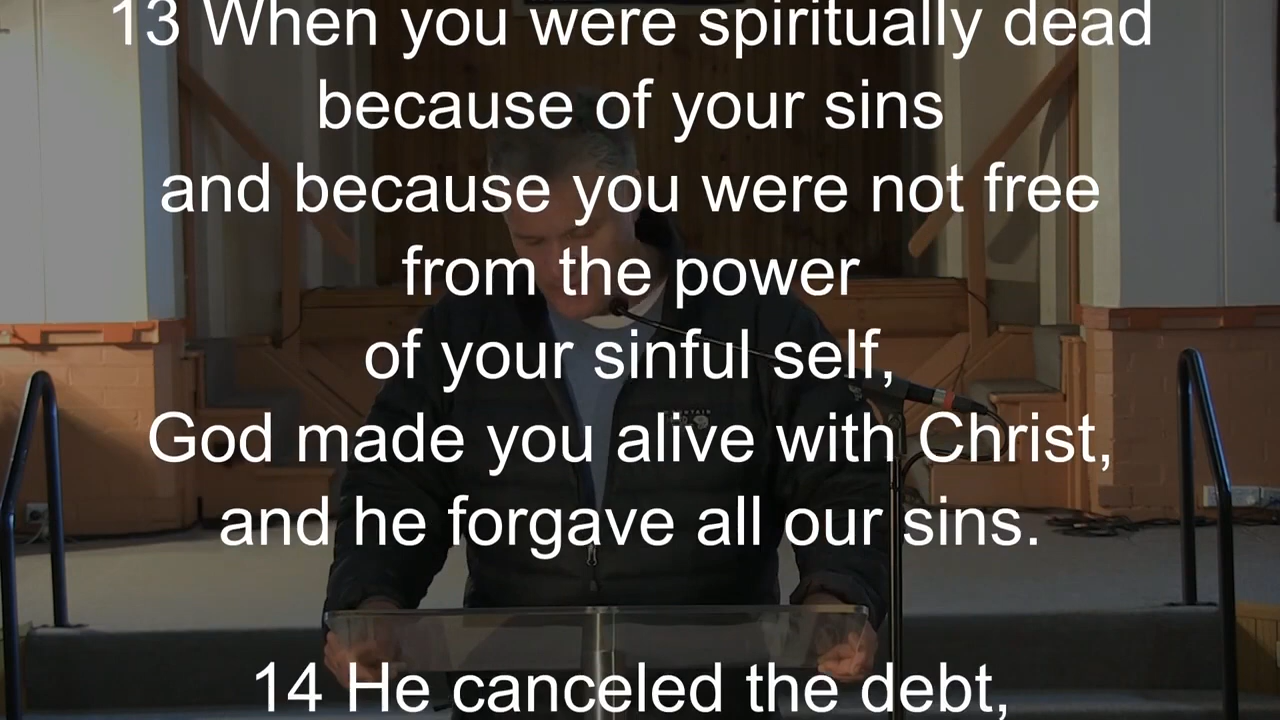 13 When you were spiritually dead
because of your sins
and because you were not free
from the power
of your sinful self,
God made you alive with Christ,
and he forgave all our sins.
14 He canceled the debt,